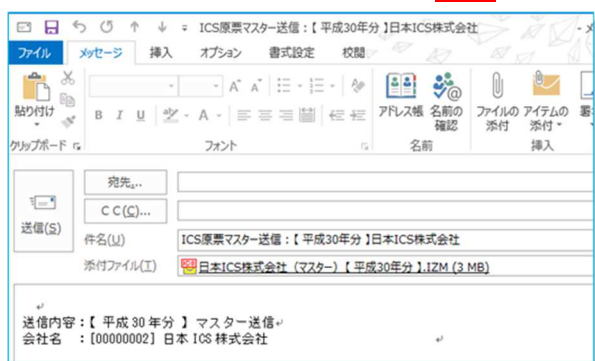 ICS原票マスター送信：【 平成30年分 】日本ICS株式会社
ファイル メッセージ 挿入 オプション 書式設定 校閲
貼り付け
B I U A
アドレス帳 名前の確認 ファイルの添付 アイテムの添付
クリップボード フォント 名前 挿入
送信(S)
宛先...
C C(C)...
件名(U) ICS原票マスター送信：【 平成30年分 】日本ICS株式会社
添付ファイル(I) 日本ICS株式会社（マスター）【 平成30年分 】.IZM (3 MB)
送信内容：【 平成 30 年分 】 マスター送信
会社名 ：[00000002] 日本 ICS 株式会社